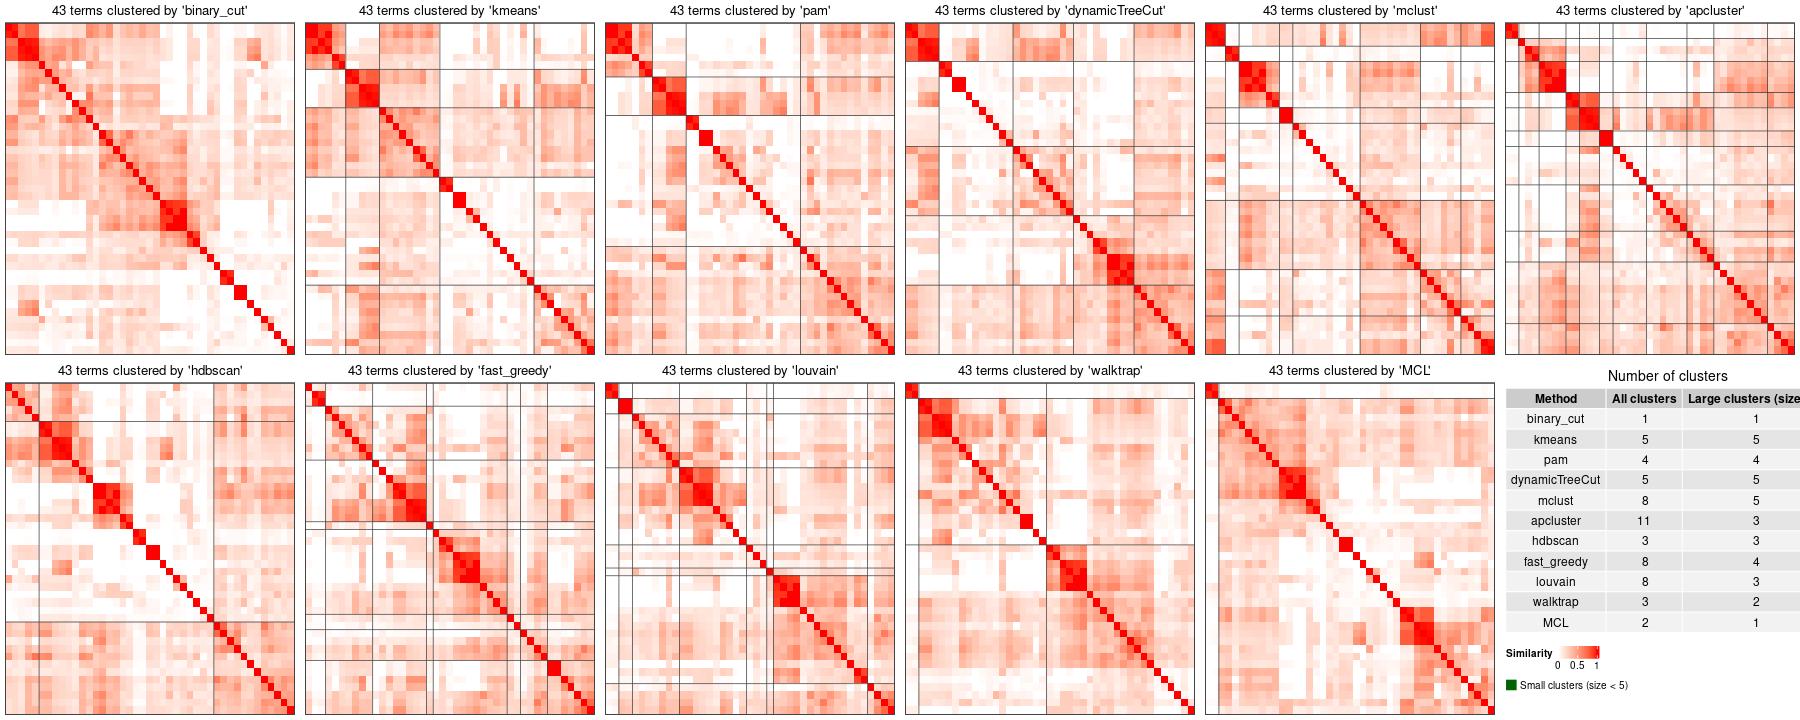 43 terms clustered by 'binary_cut'
43 terms clustered by 'kmeans'
43 terms clustered by 'pam'
43 terms clustered by 'dynamicTreeCut'
43 terms clustered by 'mclust'
43 terms clustered by 'apcluster'
43 terms clustered by 'hdbscan'
43 terms clustered by 'fast_greedy'
43 terms clustered by 'louvain'
43 terms clustered by 'walktrap'
43 terms clustered by 'MCL'
Number of clusters
Method All clusters Large clusters (size
binary_cut 1 1
kmeans 5 5
pam 4 4
dynamicTreeCut 5 5
mclust 8 5
apcluster 11 3
hdbscan 3 3
fast_greedy 8 4
louvain 8 3
walktrap 3 2
MCL 2 1
Similarity
0 0.5 1
Small clusters (size < 5)